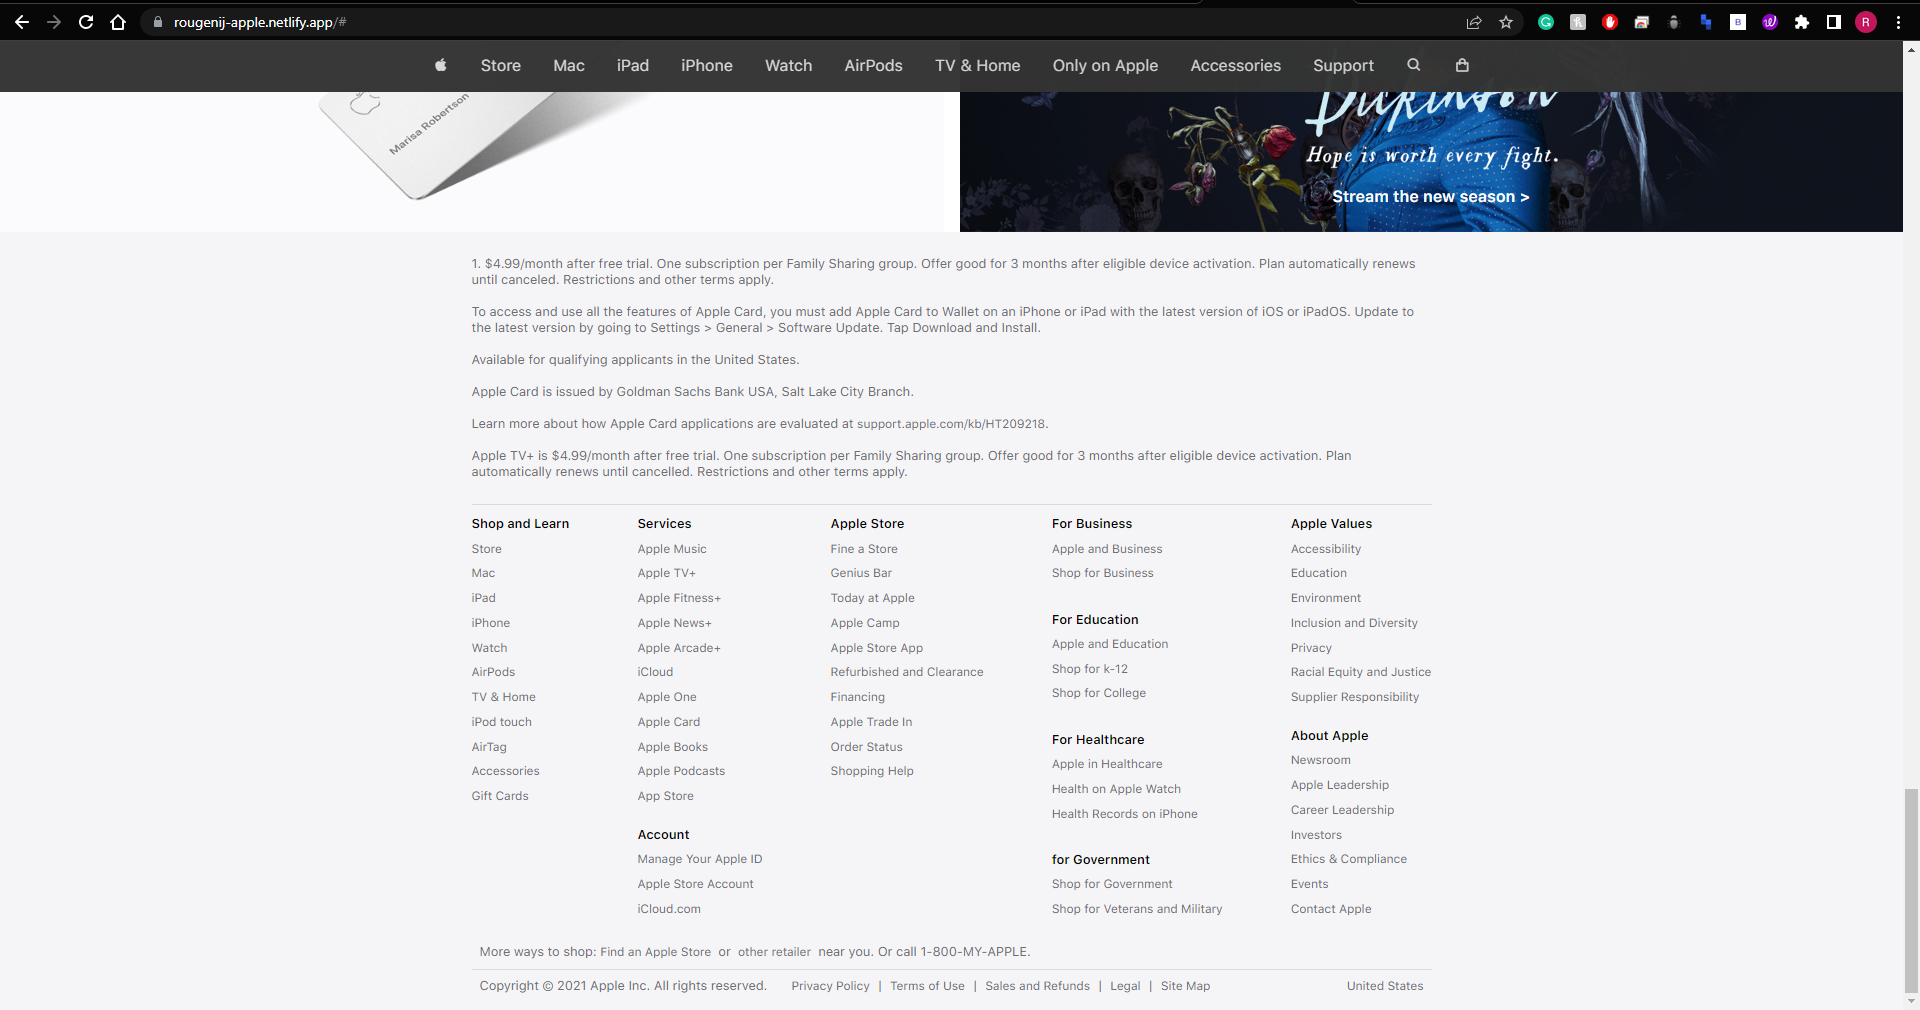 rougenij-apple.netlify.app/#
Store Mac iPad iPhone Watch AirPods TV & Home Only on Apple Accessories Support
Marisa Robertson
Dickinson
Hope is worth every fight.
Stream the new season >
1. $4.99/month after free trial. One subscription per Family Sharing group. Offer good for 3 months after eligible device activation. Plan automatically renews
until canceled. Restrictions and other terms apply.
To access and use all the features of Apple Card, you must add Apple Card to Wallet on an iPhone or iPad with the latest version of iOS or iPadOS. Update to
the latest version by going to Settings > General > Software Update. Tap Download and Install.
Available for qualifying applicants in the United States.
Apple Card is issued by Goldman Sachs Bank USA, Salt Lake City Branch.
Learn more about how Apple Card applications are evaluated at support.apple.com/kb/HT209218.
Apple TV+ is $4.99/month after free trial. One subscription per Family Sharing group. Offer good for 3 months after eligible device activation. Plan
automatically renews until cancelled. Restrictions and other terms apply.
Shop and Learn
Store
Mac
iPad
iPhone
Watch
AirPods
TV & Home
iPod touch
AirTag
Accessories
Gift Cards
Services
Apple Music
Apple TV+
Apple Fitness+
Apple News+
Apple Arcade+
iCloud
Apple One
Apple Card
Apple Books
Apple Podcasts
App Store
Account
Manage Your Apple ID
Apple Store Account
iCloud.com
Apple Store
Fine a Store
Genius Bar
Today at Apple
Apple Camp
Apple Store App
Refurbished and Clearance
Financing
Apple Trade In
Order Status
Shopping Help
For Business
Apple and Business
Shop for Business
For Education
Apple and Education
Shop for k-12
Shop for College
For Healthcare
Apple in Healthcare
Health on Apple Watch
Health Records on iPhone
for Government
Shop for Government
Shop for Veterans and Military
Apple Values
Accessibility
Education
Environment
Inclusion and Diversity
Privacy
Racial Equity and Justice
Supplier Responsibility
About Apple
Newsroom
Apple Leadership
Career Leadership
Investors
Ethics & Compliance
Events
Contact Apple
More ways to shop: Find an Apple Store or other retailer near you. Or call 1-800-MY-APPLE.
Copyright © 2021 Apple Inc. All rights reserved. Privacy Policy | Terms of Use | Sales and Refunds | Legal | Site Map United States